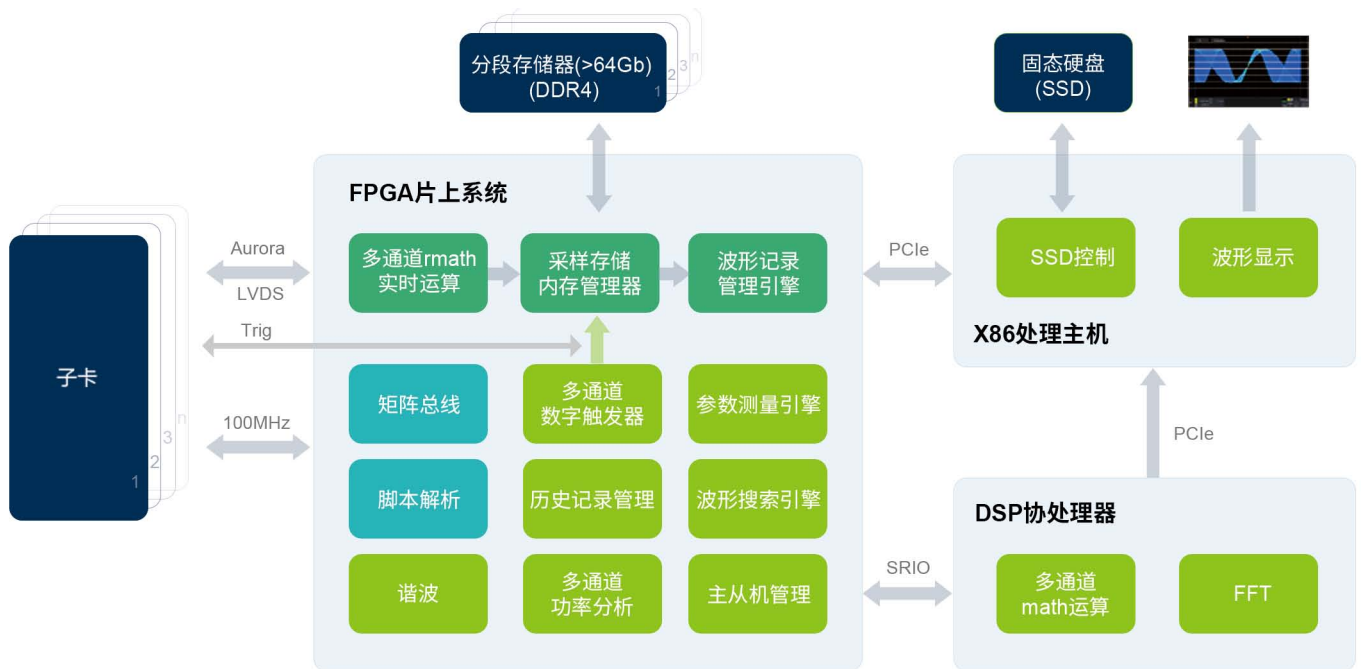 分段存储器(>64Gb)
(DDR4)
1
2
3
n
固态硬盘
(SSD)
FPGA片上系统
多通道rmath
实时运算
采样存储
内存管理器
波形记录
管理引擎
Aurora
LVDS
Trig
100MHz
子卡
1
2
3
n
矩阵总线
多通道
数字触发器
参数测量引擎
脚本解析
历史记录管理
波形搜索引擎
谐波
多通道
功率分析
主从机管理
PCIe
SSD控制
波形显示
X86处理主机
PCIe
DSP协处理器
SRIO
多通道
math运算
FFT